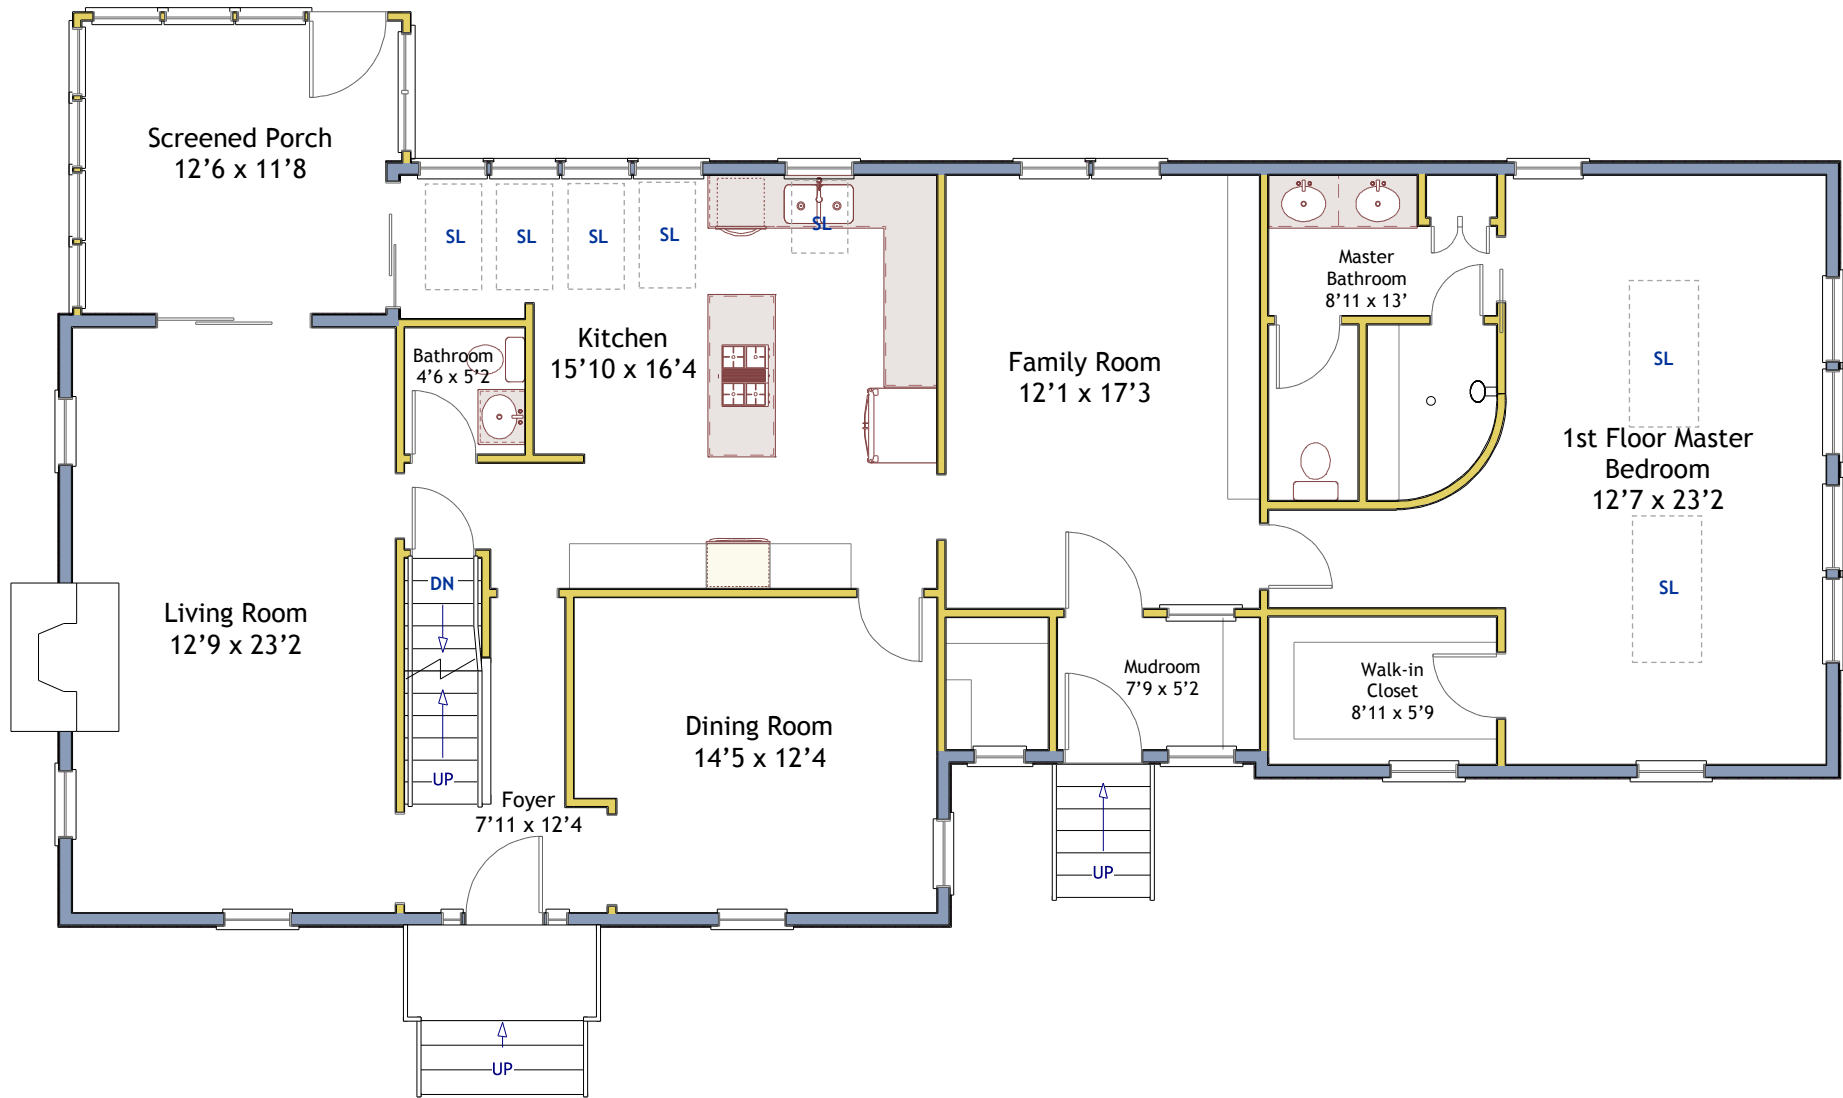 Screened Porch
12’6 x 11’8
SL
SL
SL
SL
SL
Kitchen
15’10 x 16’4
Bathroom
4’6 x 5’2
Family Room
12’1 x 17’3
Master
Bathroom
8’11 x 13’
SL
1st Floor Master
Bedroom
12’7 x 23’2
SL
DN
Living Room
12’9 x 23’2
UP
Foyer
7’11 x 12’4
Dining Room
14’5 x 12’4
Mudroom
7’9 x 5’2
Walk-in
Closet
8’11 x 5’9
UP
UP